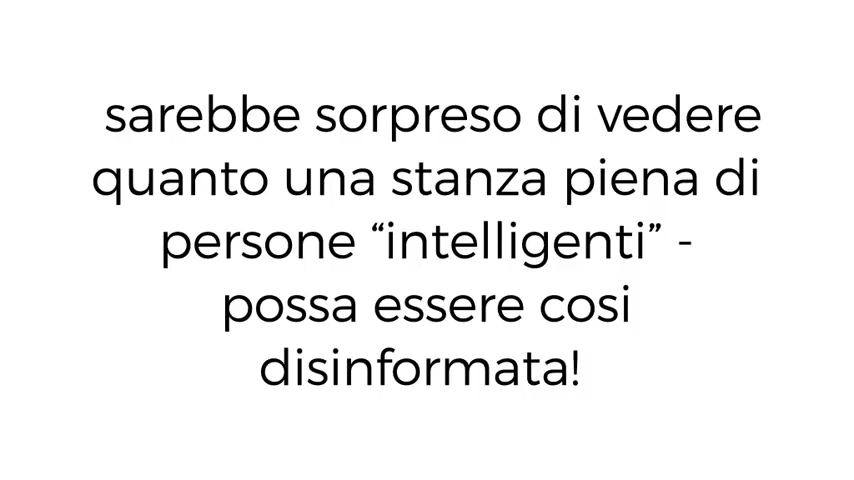 sarebbe sorpreso di vedere
quanto una stanza piena di
persone “intelligenti” -
possa essere cosi
disinformata!